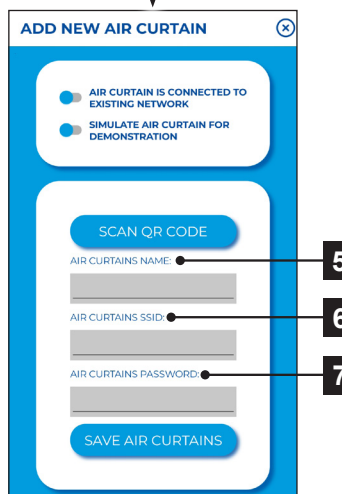 ADD NEW AIR CURTAIN
AIR CURTAIN IS CONNECTED TO
EXISTING NETWORK
SIMULATE AIR CURTAIN FOR
DEMONSTRATION
SCAN QR CODE
AIR CURTAINS NAME:
5
AIR CURTAINS SSID:
6
AIR CURTAINS PASSWORD:
7
SAVE AIR CURTAINS